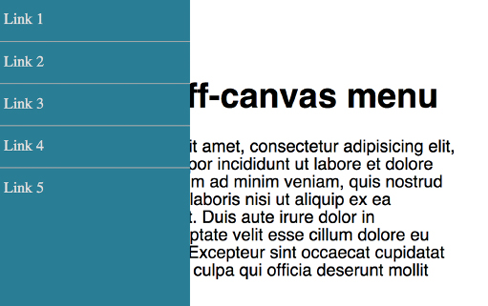 Link 1
Link 2
Link 3
Link 4
Link 5
ff-canvas menu
it amet, consectetur adipisicing elit,
por incididunt ut labore et dolore
m ad minim veniam, quis nostrud
laboris nisi ut aliquip ex ea
t. Duis aute irure dolor in
ptate velit esse cillum dolore eu
Excepteur sint occaecat cupidatat
culpa qui officia deserunt mollit